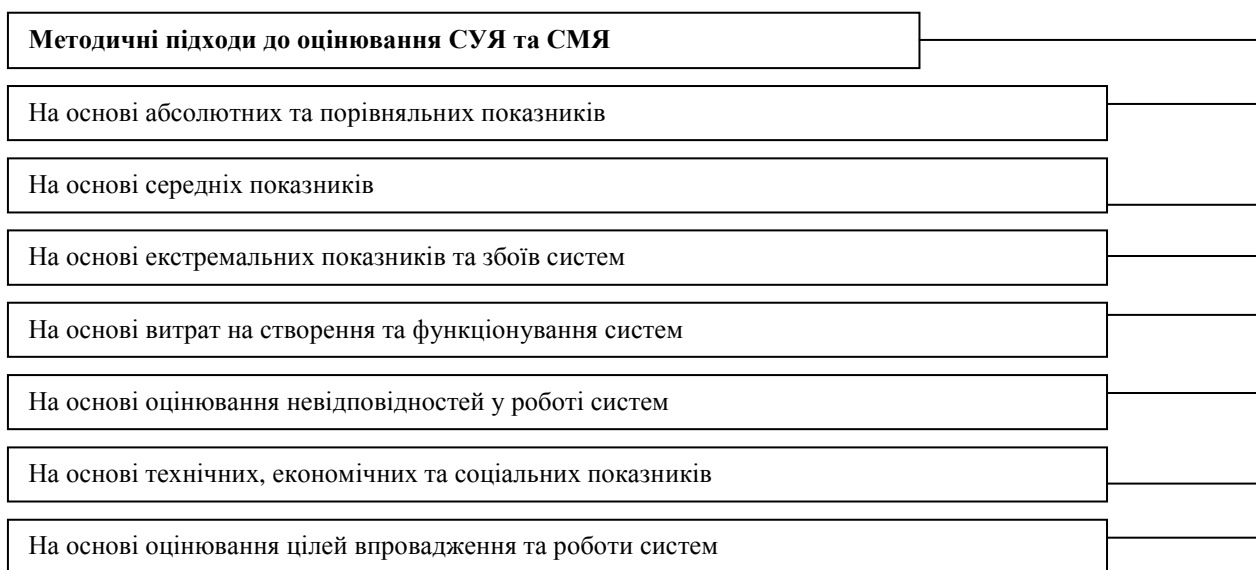 Методичні підходи до оцінювання СУЯ та СМЯ
На основі абсолютних та порівняльних показників
На основі середніх показників
На основі екстремальних показників та збоїв систем
На основі витрат на створення та функціонування систем
На основі оцінювання невідповідностей у роботі систем
На основі технічних, економічних та соціальних показників
На основі оцінювання цілей впровадження та роботи систем